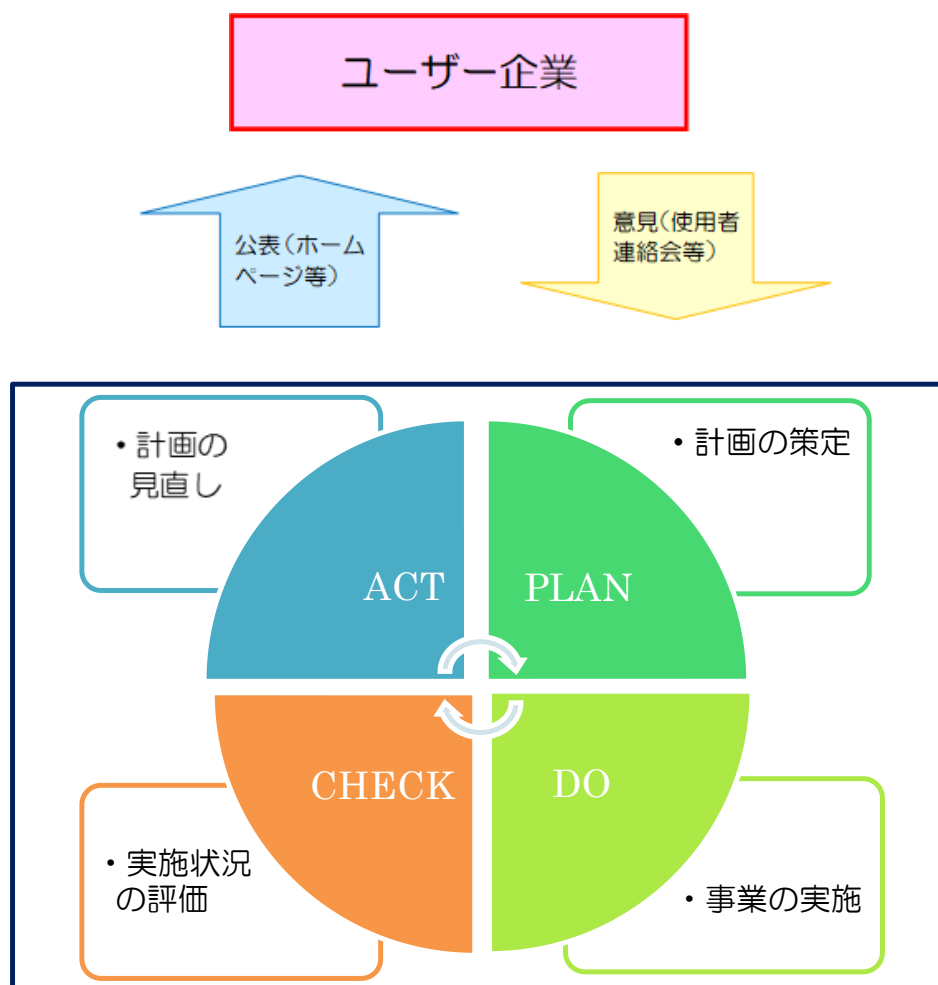 ユーザー企業
公表（ホーム
ページ等）
意見（使用者
連絡会等）
・計画の
見直し
・計画の策定
ACT
PLAN
CHECK
DO
・実施状況
の評価
・事業の実施